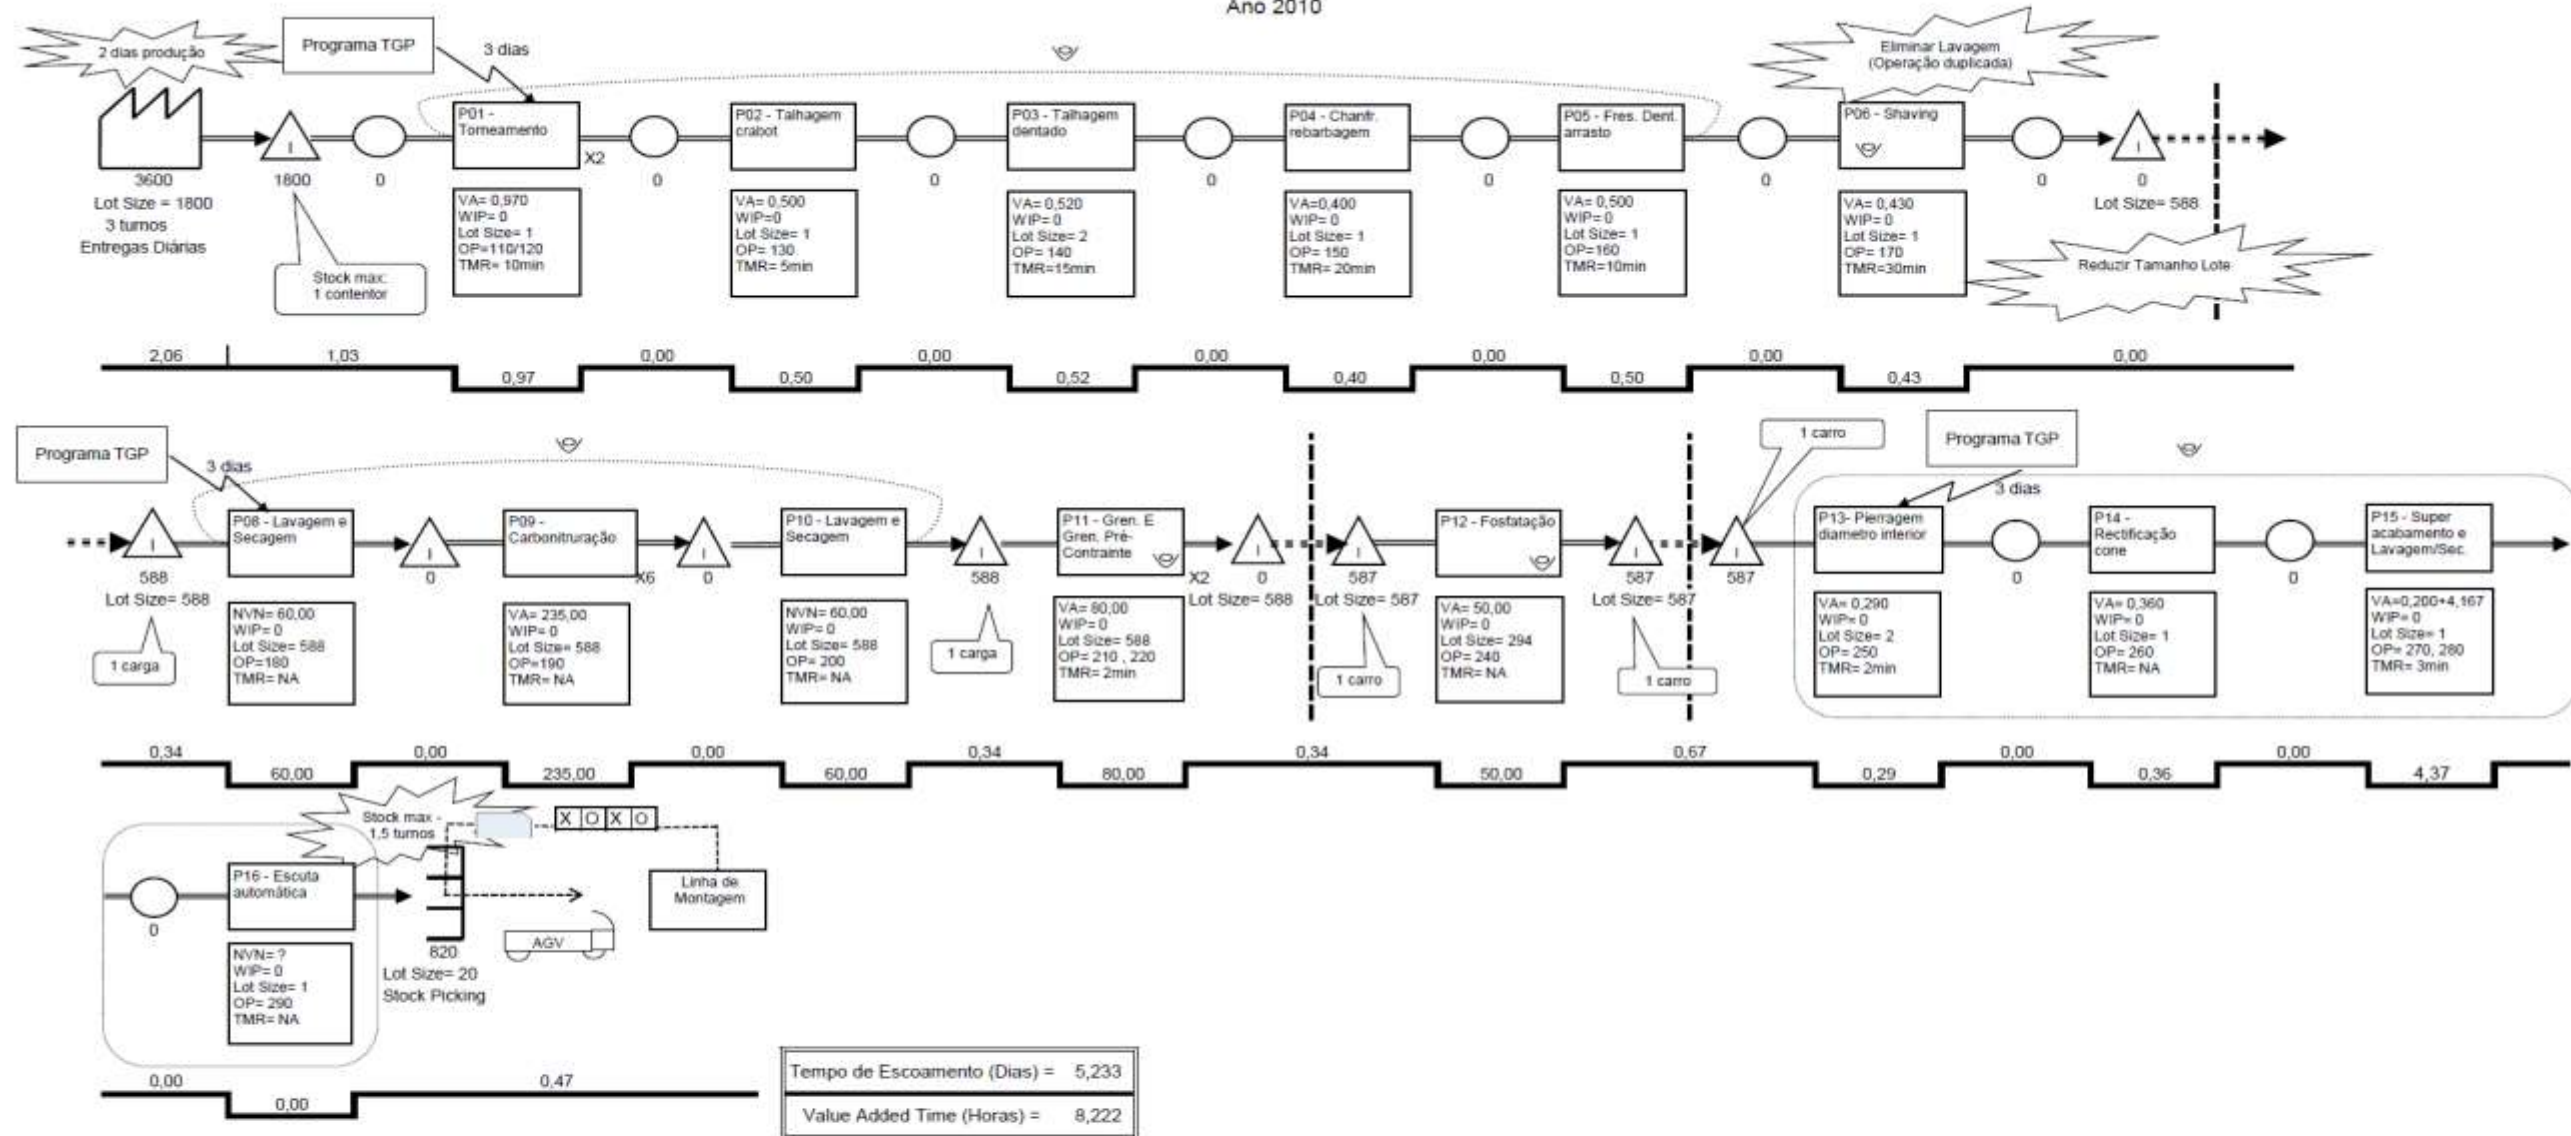 Ano 2010
2 dias produção
Programa TGP
3 dias
Eliminar Lavagem
(Operação duplicada)
P01 -
Torneamento
X2
P02 - Talhagem
crabot
P03 - Talhagem
dentado
P04 - Chanfr.
rebarbagem
P05 - Fres. Dent.
arrasto
P06 - Shaving
I
I
3600
1800
0
0
0
0
0
0
0
0
Lot Size = 1800
3 turnos
Entregas Diárias
Lot Size= 588
Stock max:
1 contentor
VA= 0,970
WIP= 0
Lot Size= 1
OP=110/120
TMR= 10min
VA= 0,500
WIP=0
Lot Size= 1
OP= 130
TMR= 5min
VA= 0,520
WIP= 0
Lot Size= 2
OP= 140
TMR=15min
VA=0,400
WIP= 0
Lot Size= 1
OP= 150
TMR= 20min
VA= 0,500
WIP= 0
Lot Size= 1
OP=160
TMR=10min
VA= 0,430
WIP= 0
Lot Size= 1
OP= 170
TMR=30min
Reduzir Tamanho Lote
2,06
1,03
0,00
0,00
0,00
0,00
0,00
0,00
0,97
0,50
0,52
0,40
0,50
0,43
Programa TGP
3 dias
1 carro
Programa TGP
3 dias
P08 - Lavagem e
Secagem
P09 -
Carbonitruração
X6
P10 - Lavagem e
Secagem
P11 - Gren. E
Gren. Pré-
Contrainte
X2
P12 - Fosfatação
P13- Pierragem
diametro interior
P14 -
Rectificação
cone
P15 - Super
acabamento e
Lavagem/Sec.
I
I
I
I
I
I
I
I
588
0
0
588
0
587
587
587
0
0
Lot Size= 588
Lot Size= 588
Lot Size= 587
Lot Size= 587
1 carga
1 carga
1 carro
1 carro
NVN= 60,00
WIP= 0
Lot Size= 588
OP=180
TMR= NA
VA= 235,00
WIP= 0
Lot Size= 588
OP=190
TMR= NA
NVN= 60,00
WIP= 0
Lot Size= 588
OP= 200
TMR= NA
VA= 80,00
WIP= 0
Lot Size= 588
OP= 210 , 220
TMR= 2min
VA= 50,00
WIP= 0
Lot Size= 294
OP= 240
TMR= NA
VA= 0,290
WIP= 0
Lot Size= 2
OP= 250
TMR= 2min
VA= 0,360
WIP= 0
Lot Size= 1
OP= 260
TMR= NA
VA=0,200+4,167
WIP= 0
Lot Size= 1
OP= 270, 280
TMR= 3min
0,34
0,00
0,00
0,34
0,34
0,67
0,00
0,00
60,00
235,00
60,00
80,00
50,00
0,29
0,36
4,37
Stock max -
1,5 turnos
X O X O
P16 - Escuta
automática
Linha de
Montagem
AGV
0
820
Lot Size= 20
Stock Picking
NVN= ?
WIP= 0
Lot Size= 1
OP= 290
TMR= NA
0,00
0,47
0,00
Tempo de Escoamento (Dias) = 5,233
Value Added Time (Horas) = 8,222